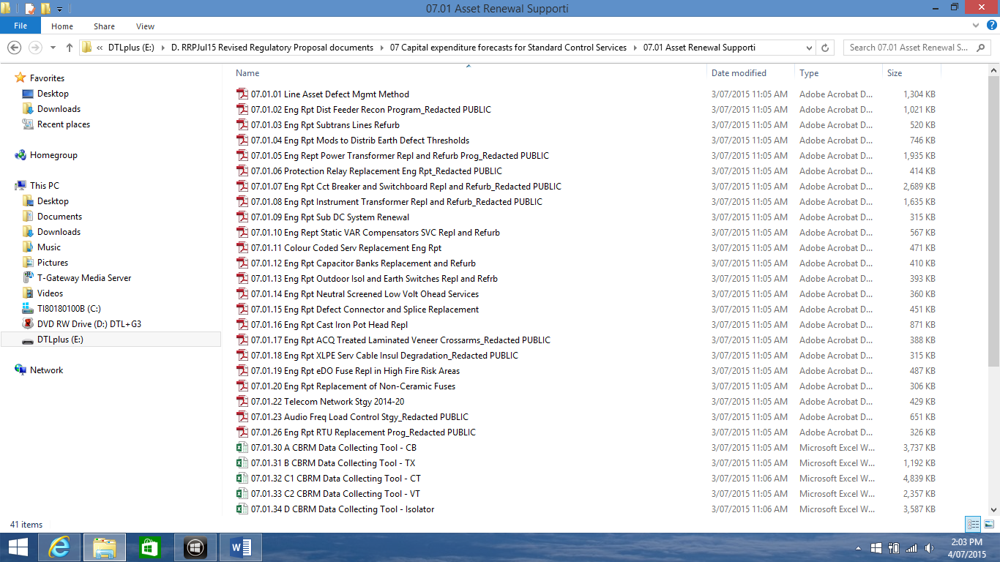 07.01 Asset Renewal Supporti
File Home Share View
« DTLplus (E:) D. RRPJul15 Revised Regulatory Proposal documents 07 Capital expenditure forecasts for Standard Control Services 07.01 Asset Renewal Supporti Search 07.01 Asset Renewal S...
Favorites
Desktop
Downloads
Recent places
Homegroup
This PC
Desktop
Documents
Downloads
Music
Pictures
T-Gateway Media Server
Videos
TI80180100B (C:)
DVD RW Drive (D:) DTL+G3
DTLplus (E:)
Network
Name Date modified Type Size
07.01.01 Line Asset Defect Mgmt Method 3/07/2015 11:05 AM Adobe Acrobat D... 1,304 KB
07.01.02 Eng Rpt Dist Feeder Recon Program_Redacted PUBLIC 3/07/2015 11:05 AM Adobe Acrobat D... 1,021 KB
07.01.03 Eng Rpt Subtrans Lines Refurb 3/07/2015 11:05 AM Adobe Acrobat D... 520 KB
07.01.04 Eng Rpt Mods to Distrib Earth Defect Thresholds 3/07/2015 11:05 AM Adobe Acrobat D... 746 KB
07.01.05 Eng Rept Power Transformer Repl and Refurb Prog_Redacted PUBLIC 3/07/2015 11:05 AM Adobe Acrobat D... 1,935 KB
07.01.06 Protection Relay Replacement Eng Rpt_Redacted PUBLIC 3/07/2015 11:05 AM Adobe Acrobat D... 414 KB
07.01.07 Eng Rpt Cct Breaker and Switchboard Repl and Refurb_Redacted PUBLIC 3/07/2015 11:05 AM Adobe Acrobat D... 2,689 KB
07.01.08 Eng Rpt Instrument Transformer Repl and Refurb_Redacted PUBLIC 3/07/2015 11:05 AM Adobe Acrobat D... 1,635 KB
07.01.09 Eng Rpt Sub DC System Renewal 3/07/2015 11:05 AM Adobe Acrobat D... 315 KB
07.01.10 Eng Rept Static VAR Compensators SVC Repl and Refurb 3/07/2015 11:05 AM Adobe Acrobat D... 567 KB
07.01.11 Colour Coded Serv Replacement Eng Rpt 3/07/2015 11:05 AM Adobe Acrobat D... 471 KB
07.01.12 Eng Rpt Capacitor Banks Replacement and Refurb 3/07/2015 11:05 AM Adobe Acrobat D... 410 KB
07.01.13 Eng Rpt Outdoor Isol and Earth Switches Repl and Refrb 3/07/2015 11:05 AM Adobe Acrobat D... 393 KB
07.01.14 Eng Rpt Neutral Screened Low Volt Ohead Services 3/07/2015 11:05 AM Adobe Acrobat D... 360 KB
07.01.15 Eng Rpt Defect Connector and Splice Replacement 3/07/2015 11:05 AM Adobe Acrobat D... 451 KB
07.01.16 Eng Rpt Cast Iron Pot Head Repl 3/07/2015 11:05 AM Adobe Acrobat D... 871 KB
07.01.17 Eng Rpt ACQ Treated Laminated Veneer Crossarms_Redacted PUBLIC 3/07/2015 11:05 AM Adobe Acrobat D... 388 KB
07.01.18 Eng Rpt XLPE Serv Cable Insul Degradation_Redacted PUBLIC 3/07/2015 11:05 AM Adobe Acrobat D... 315 KB
07.01.19 Eng Rpt eDO Fuse Repl in High Fire Risk Areas 3/07/2015 11:05 AM Adobe Acrobat D... 487 KB
07.01.20 Eng Rpt Replacement of Non-Ceramic Fuses 3/07/2015 11:05 AM Adobe Acrobat D... 306 KB
07.01.22 Telecom Network Stgy 2014-20 3/07/2015 11:05 AM Adobe Acrobat D... 429 KB
07.01.23 Audio Freq Load Control Stgy_Redacted PUBLIC 3/07/2015 11:05 AM Adobe Acrobat D... 651 KB
07.01.26 Eng Rpt RTU Replacement Prog_Redacted PUBLIC 3/07/2015 11:05 AM Adobe Acrobat D... 326 KB
07.01.30 A CBRM Data Collecting Tool - CB 3/07/2015 11:05 AM Microsoft Excel W... 3,737 KB
07.01.31 B CBRM Data Collecting Tool - TX 3/07/2015 11:05 AM Microsoft Excel W... 1,192 KB
07.01.32 C1 CBRM Data Collecting Tool - CT 3/07/2015 11:06 AM Microsoft Excel W... 4,839 KB
07.01.33 C2 CBRM Data Collecting Tool - VT 3/07/2015 11:05 AM Microsoft Excel W... 2,357 KB
07.01.34 D CBRM Data Collecting Tool - Isolator 3/07/2015 11:06 AM Microsoft Excel W... 3,587 KB
41 items
2:03 PM
4/07/2015